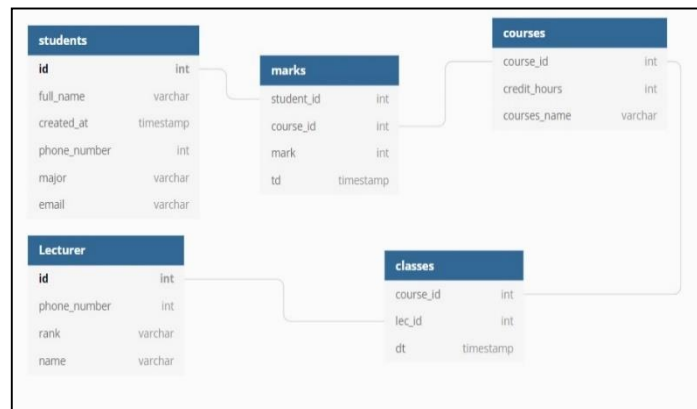 students
id int
full_name varchar
created_at timestamp
phone_number int
major varchar
email varchar
marks
student_id int
course_id int
mark int
td timestamp
courses
course_id int
credit_hours int
courses_name varchar
Lecturer
id int
phone_number int
rank varchar
name varchar
classes
course_id int
lec_id int
dt timestamp